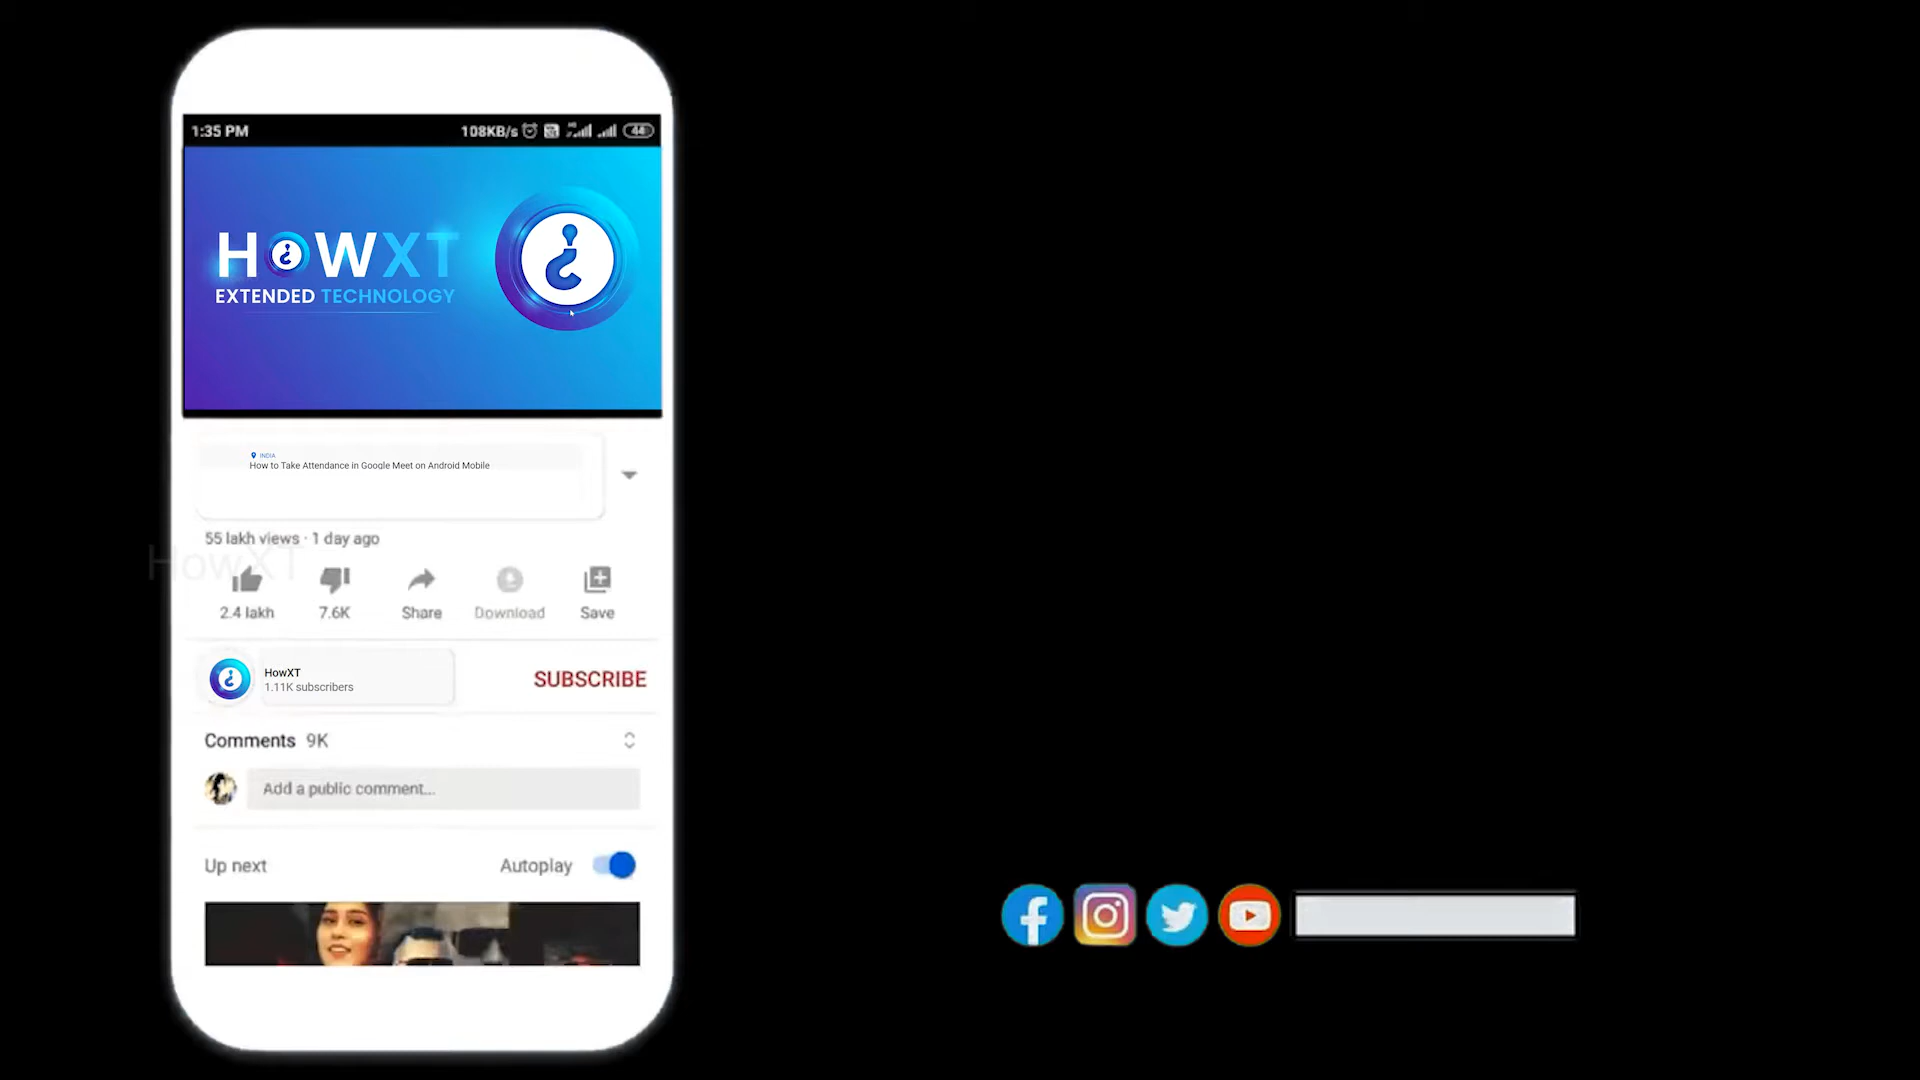 1:35 PM 108KB/s 44
HOWXT
EXTENDED TECHNOLOGY
INDIA
How to Take Attendance in Google Meet on Android Mobile
55 lakh views · 1 day ago
HowXT
2.4 lakh 7.6K Share Download Save
HowXT
1.11K subscribers
SUBSCRIBE
Comments 9K
Add a public comment...
Up next Autoplay